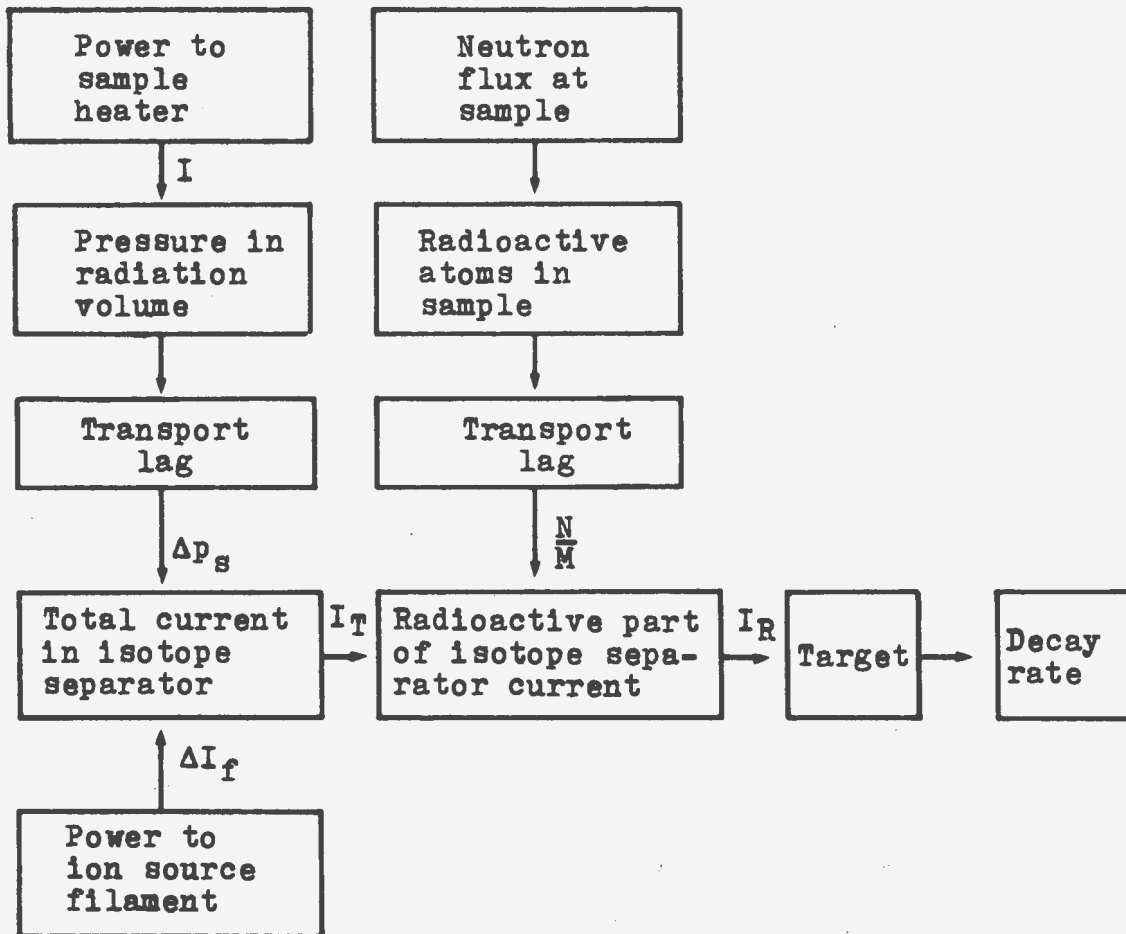 Power to
sample
heater
Neutron
flux at
sample
I
Pressure in
radiation
volume
Radioactive
atoms in
sample
Transport
lag
Transport
lag
Δp_s
N
M
Total current
in isotope
separator
I_T
Radioactive part
of isotope sepa-
rator current
I_R
Target
Decay
rate
ΔI_f
Power to
ion source
filament